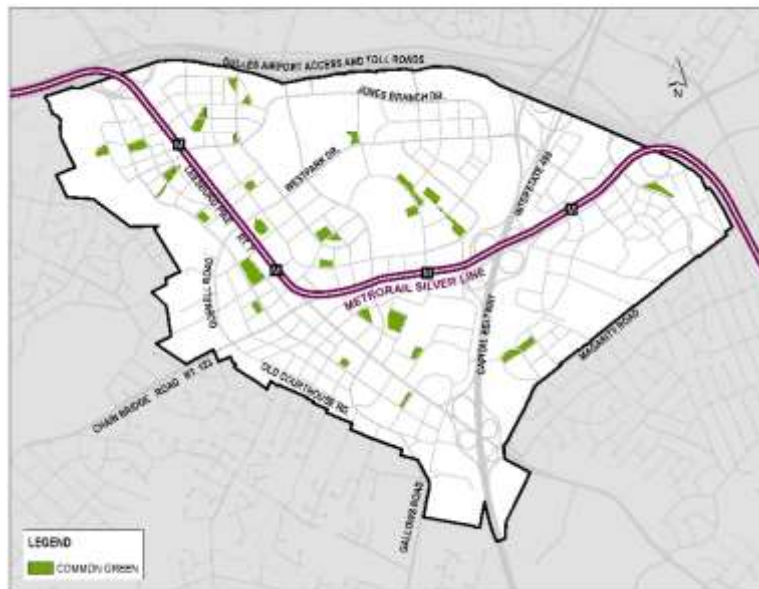 DULLES AIRPORT ACCESS AND TOLL ROADS
JONES BRANCH DR.
N
WESTPARK DR.
INTERSTATE 495
M
LEESBURG PIKE RT. 7
M
GOSNELL ROAD
M
M
METRORAIL SILVER LINE
CAPITOL BELTWAY
MAGARITY ROAD
CHAIN BRIDGE ROAD RT. 123
OLD COURTHOUSE RD.
GALLOWS ROAD
LEGEND
COMMON GREEN